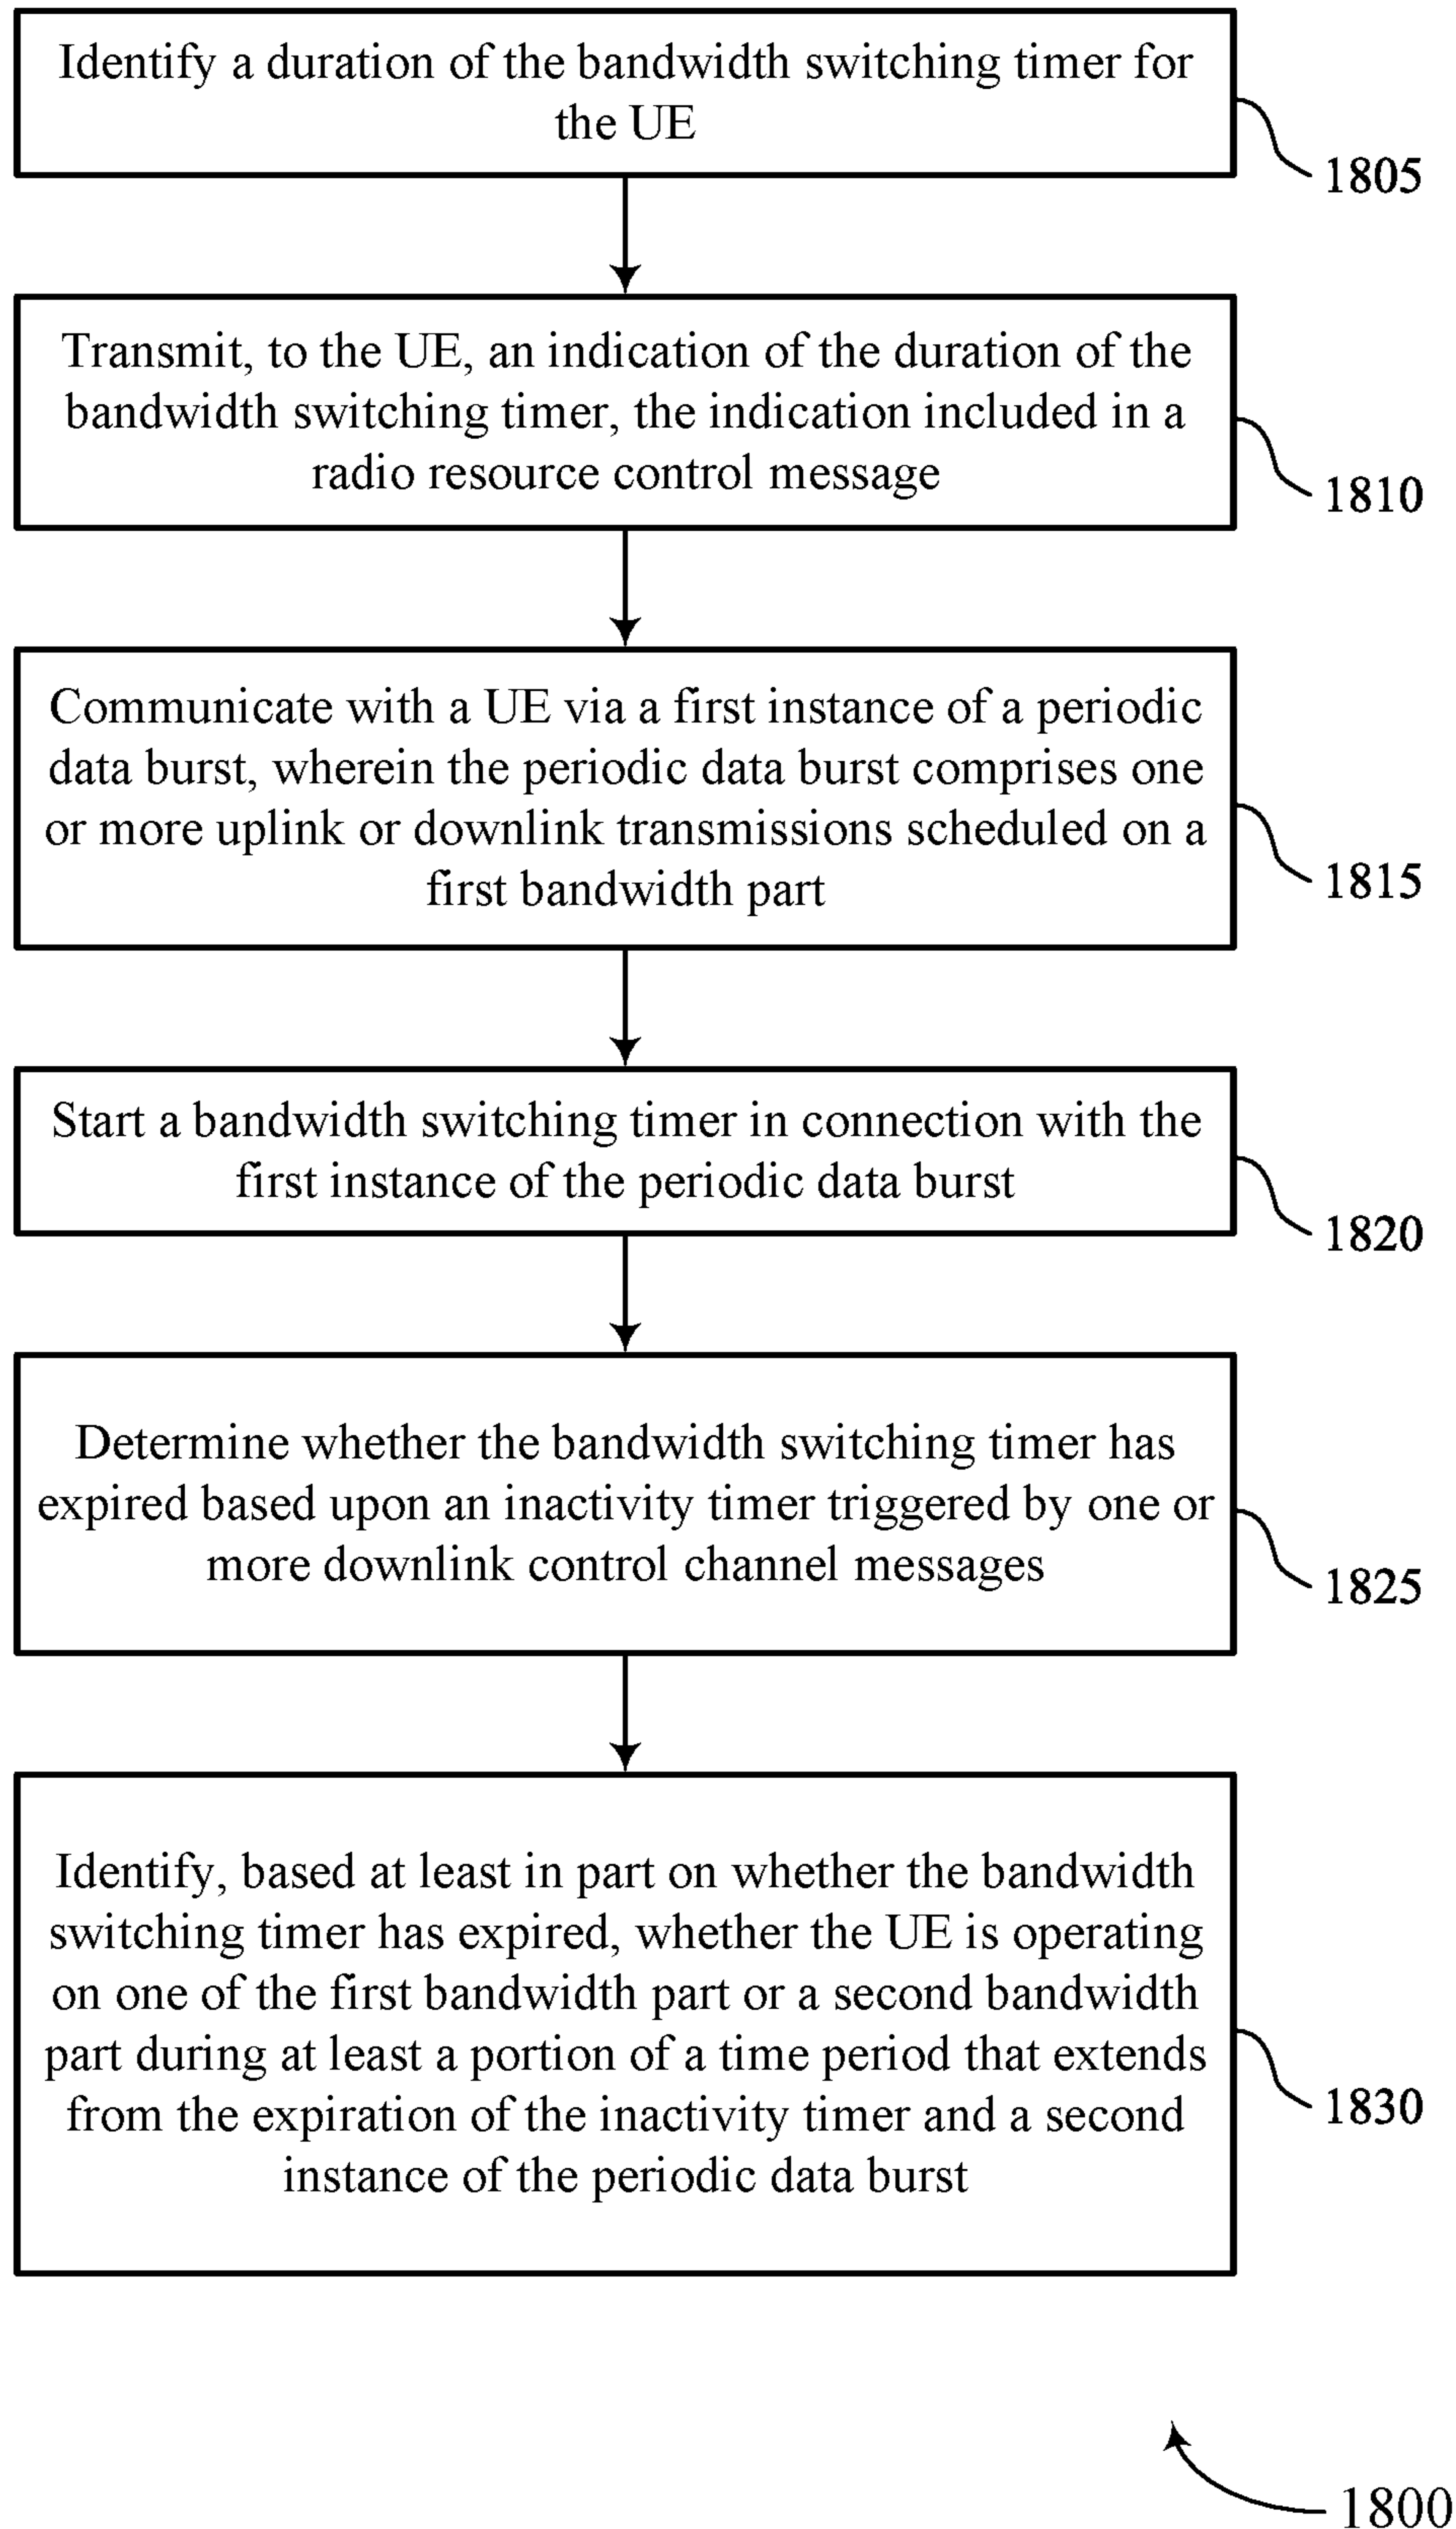 Identify a duration of the bandwidth switching timer for
the UE
1805
Transmit, to the UE, an indication of the duration of the
bandwidth switching timer, the indication included in a
radio resource control message
1810
Communicate with a UE via a first instance of a periodic
data burst, wherein the periodic data burst comprises one
or more uplink or downlink transmissions scheduled on a
first bandwidth part
1815
Start a bandwidth switching timer in connection with the
first instance of the periodic data burst
1820
Determine whether the bandwidth switching timer has
expired based upon an inactivity timer triggered by one or
more downlink control channel messages
1825
Identify, based at least in part on whether the bandwidth
switching timer has expired, whether the UE is operating
on one of the first bandwidth part or a second bandwidth
part during at least a portion of a time period that extends
from the expiration of the inactivity timer and a second
instance of the periodic data burst
1830
1800